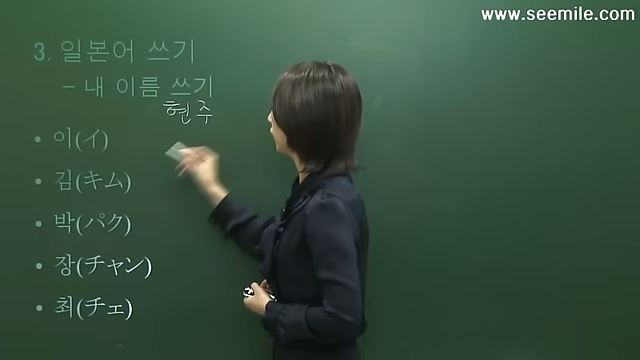 www.seemile.com
3. 일본어 쓰기
- 내 이름 쓰기
현주
• 이(イ)
• 김(キム)
• 박(パク)
• 장(チャン)
• 최(チェ)